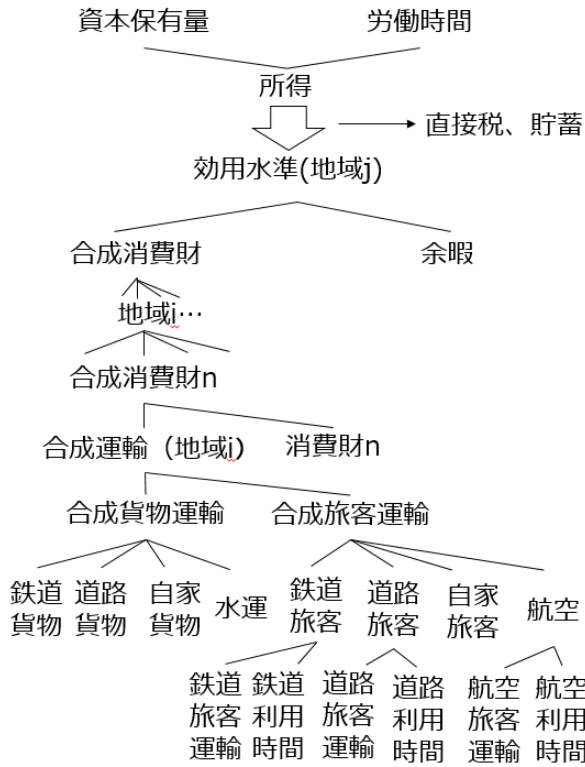 資本保有量 労働時間
所得
直接税、貯蓄
効用水準(地域j)
合成消費財 余暇
地域i…
合成消費財n
合成運輸（地域i） 消費財n
合成貨物運輸 合成旅客運輸
鉄道貨物 道路貨物 自家貨物 水運 鉄道旅客 道路旅客 自家旅客 航空
鉄道旅客運輸 鉄道利用時間 道路旅客運輸 道路利用時間 航空旅客運輸 航空利用時間